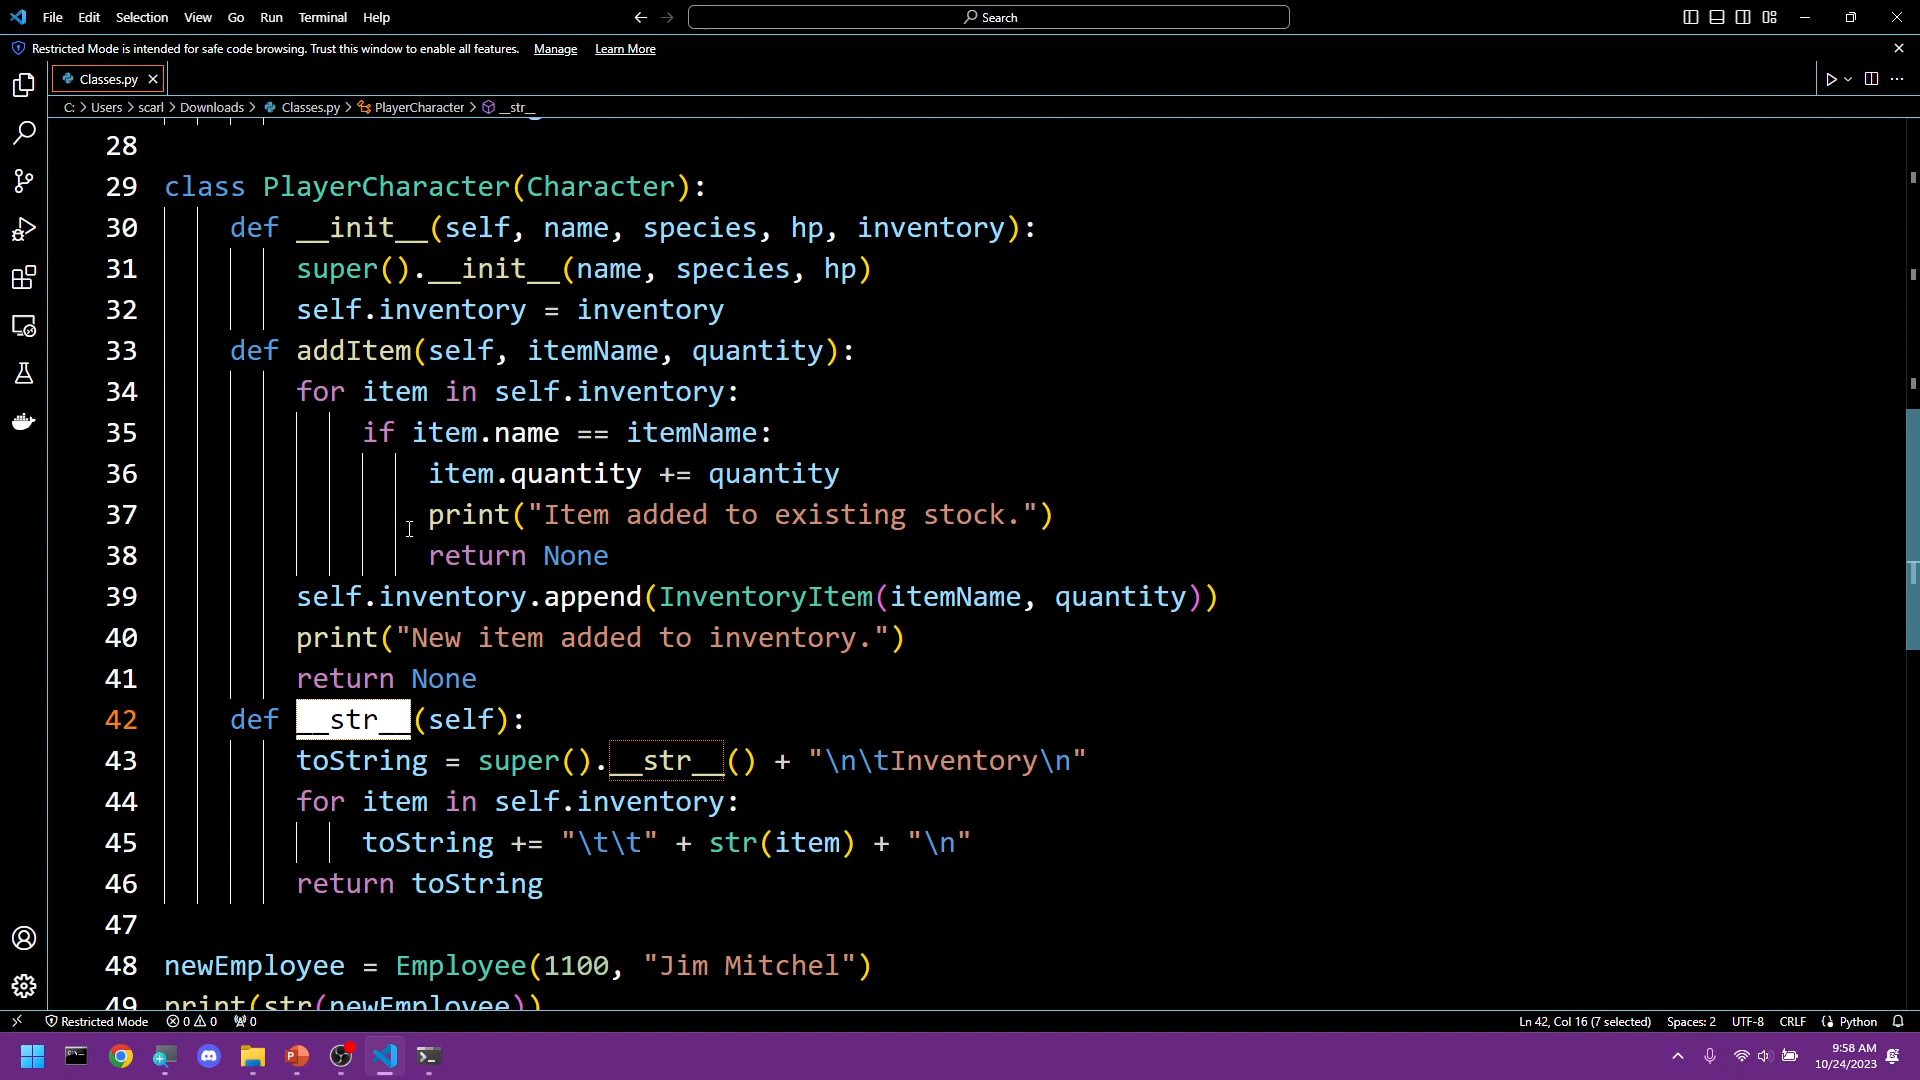 File Edit Selection View Go Run Terminal Help Search
Restricted Mode is intended for safe code browsing. Trust this window to enable all features. Manage Learn More
Classes.py
C: > Users > scarl > Downloads > Classes.py > PlayerCharacter > __str__
28
29 class PlayerCharacter(Character):
30 def __init__(self, name, species, hp, inventory):
31 super().__init__(name, species, hp)
32 self.inventory = inventory
33 def addItem(self, itemName, quantity):
34 for item in self.inventory:
35 if item.name == itemName:
36 item.quantity += quantity
37 print("Item added to existing stock.")
38 return None
39 self.inventory.append(InventoryItem(itemName, quantity))
40 print("New item added to inventory.")
41 return None
42 def __str__(self):
43 toString = super().__str__() + "\n\tInventory\n"
44 for item in self.inventory:
45 toString += "\t\t" + str(item) + "\n"
46 return toString
47
48 newEmployee = Employee(1100, "Jim Mitchel")
49 print(str(newEmployee))
Restricted Mode 0 0 0 Ln 42, Col 16 (7 selected) Spaces: 2 UTF-8 CRLF Python
9:58 AM
10/24/2023